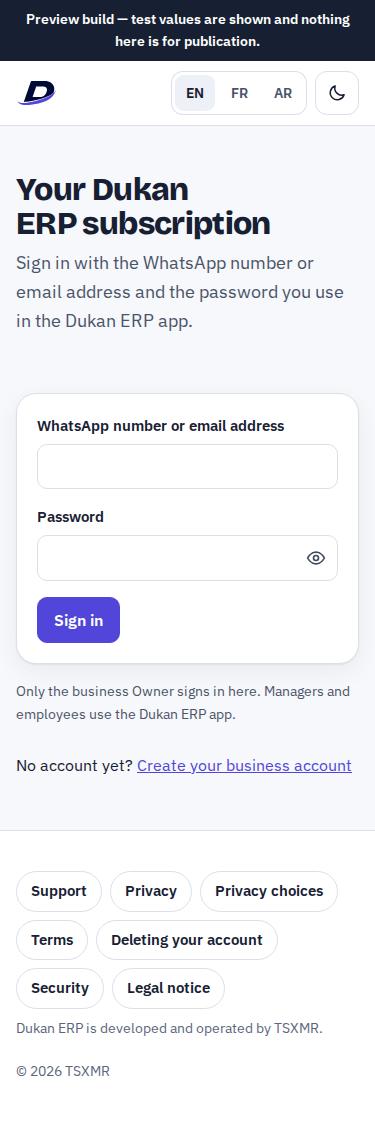 Preview build — test values are shown and nothing
here is for publication.
D
EN FR AR
Your Dukan
ERP subscription
Sign in with the WhatsApp number or
email address and the password you use
in the Dukan ERP app.
WhatsApp number or email address
Password
Sign in
Only the business Owner signs in here. Managers and
employees use the Dukan ERP app.
No account yet? Create your business account
Support Privacy Privacy choices
Terms Deleting your account
Security Legal notice
Dukan ERP is developed and operated by TSXMR.
© 2026 TSXMR